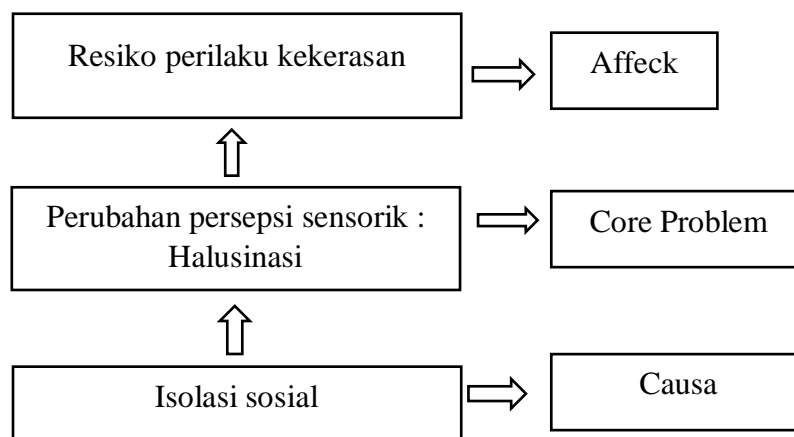 Resiko perilaku kekerasan
Affeck
Perubahan persepsi sensorik :
Halusinasi
Core Problem
Isolasi sosial
Causa